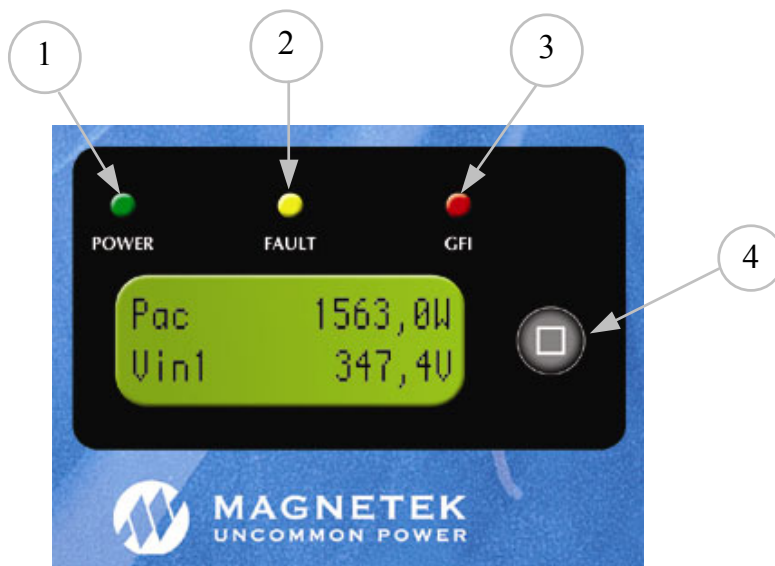 1
2
3
POWER FAULT GFI
4
Pac 1563,0W
Vin1 347,4V
MAGNETEK
UNCOMMON POWER